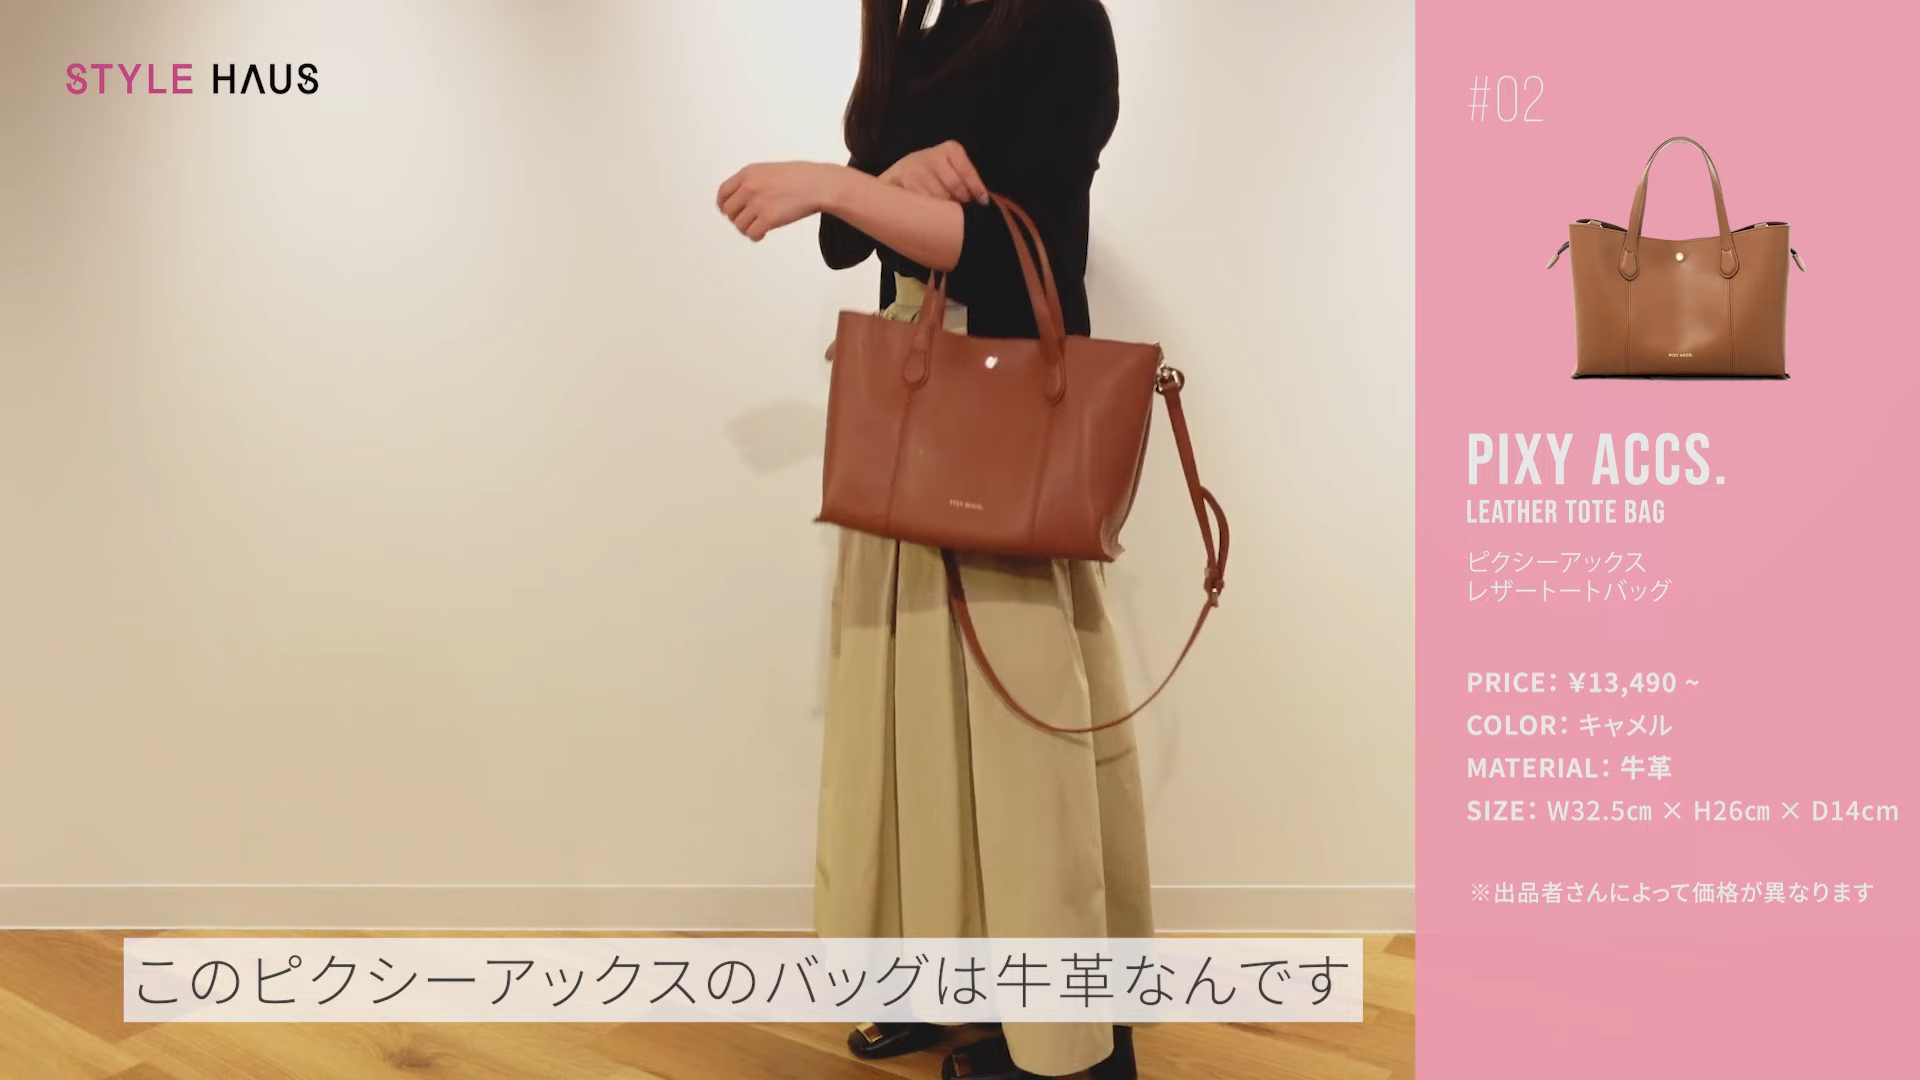 STYLE HAUS
#02
PIXY ACCS.
PIXY ACCS.
LEATHER TOTE BAG
ピクシーアックス
レザートートバッグ
PRICE: ¥13,490 ~
COLOR: キャメル
MATERIAL: 牛革
SIZE: W32.5㎝ × H26㎝ × D14cm
※出品者さんによって価格が異なります
PIXY ACCS.
このピクシーアックスのバッグは牛革なんです